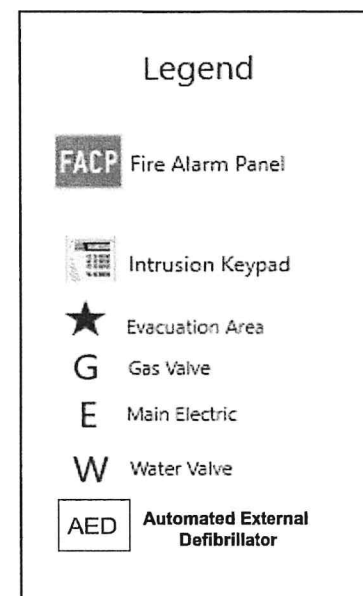 Legend
FACP Fire Alarm Panel
Intrusion Keypad
Evacuation Area
G Gas Valve
E Main Electric
W Water Valve
AED Automated External
Defibrillator